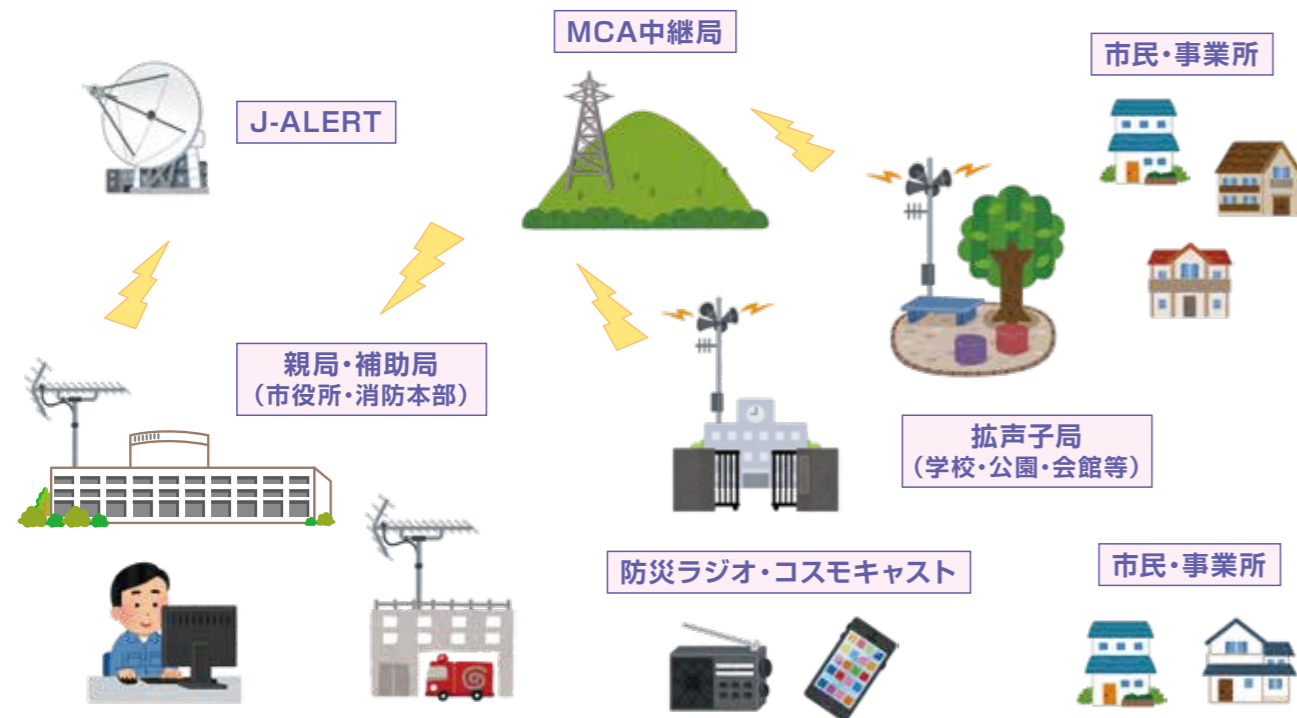 MCA中継局
市民・事業所
J-ALERT
親局・補助局
(市役所・消防本部)
拡声子局
(学校・公園・会館等)
防災ラジオ・コスモキャスト
市民・事業所